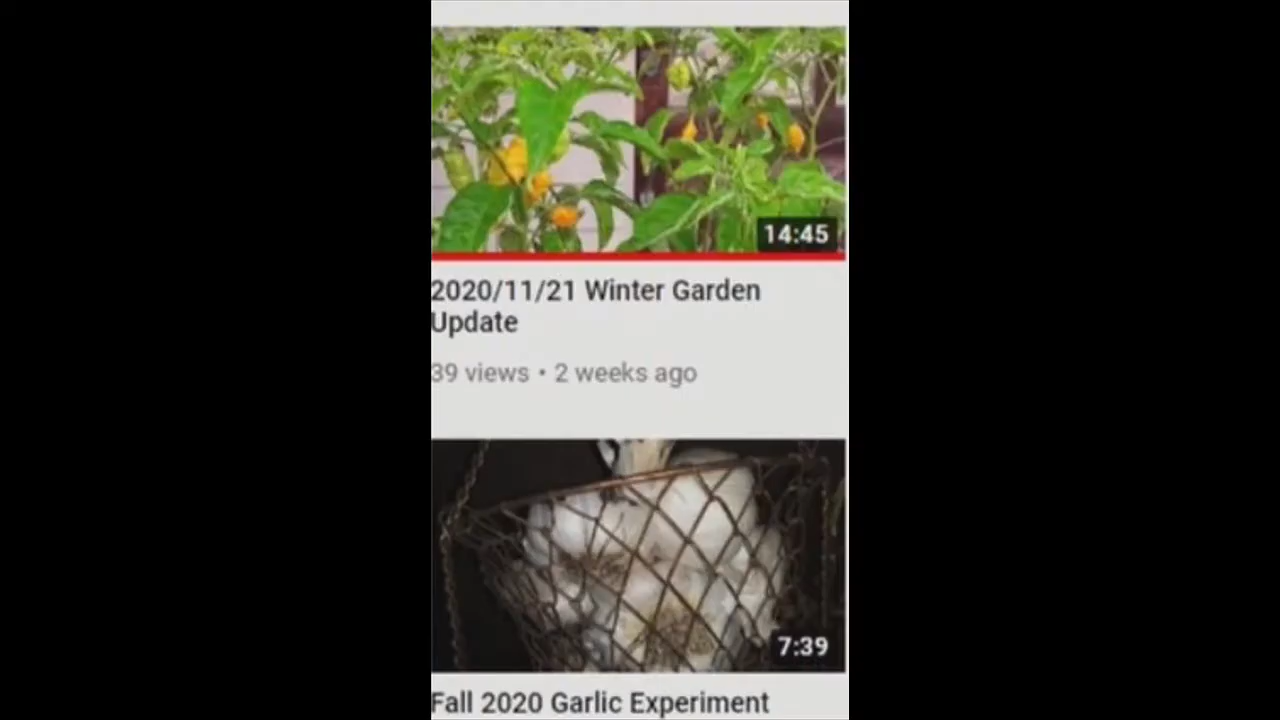 14:45
2020/11/21 Winter Garden
Update
39 views • 2 weeks ago
7:39
Fall 2020 Garlic Experiment